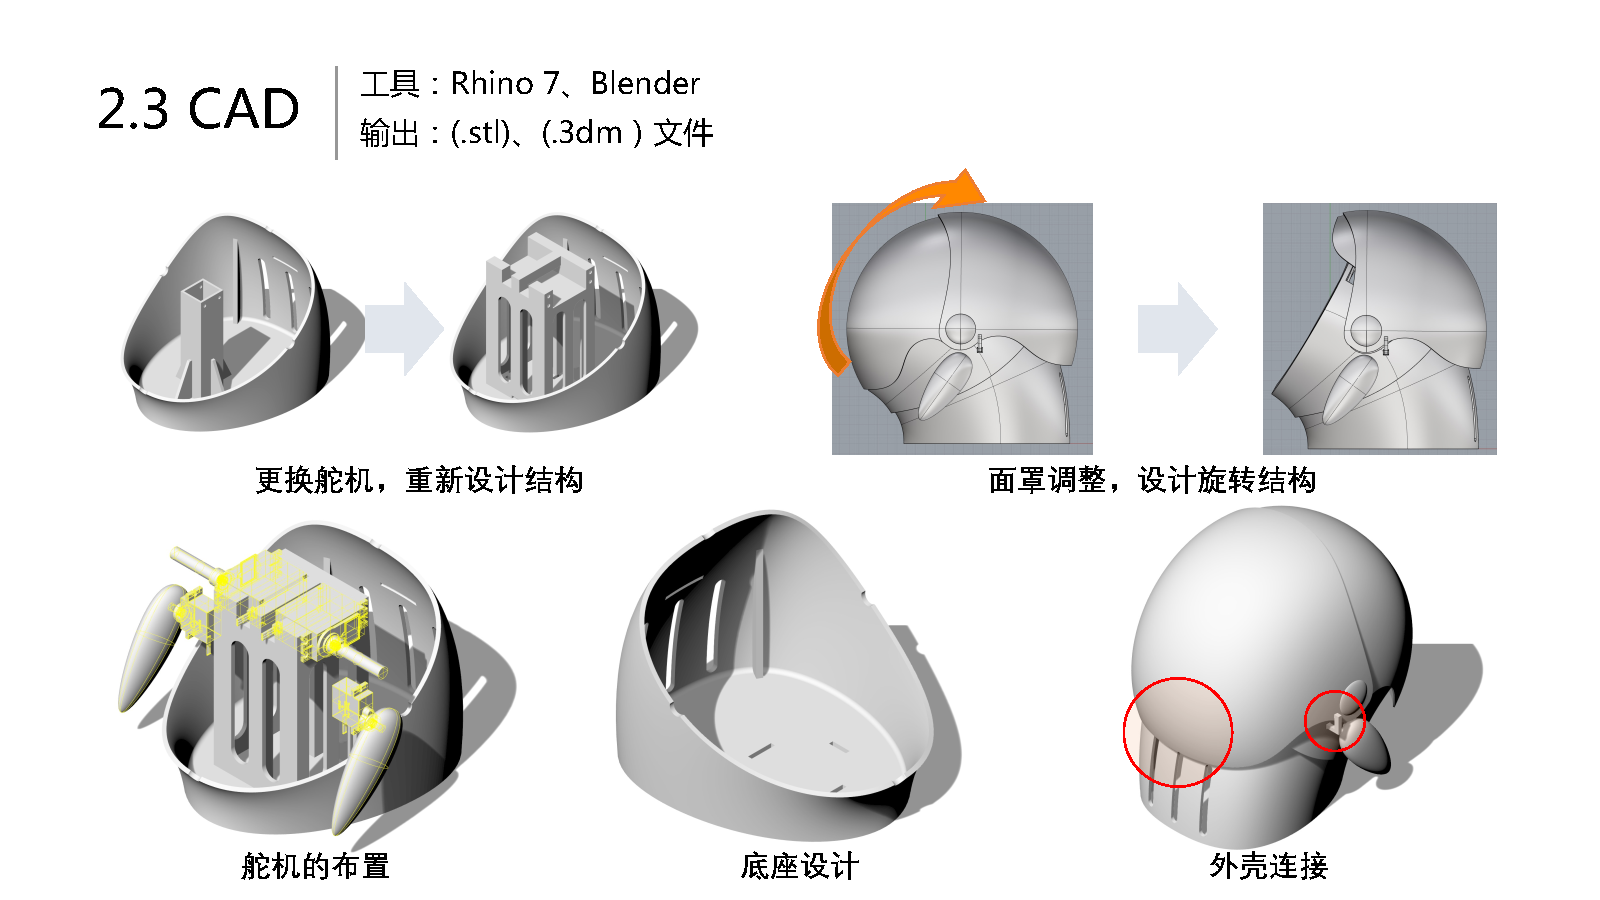 2.3 CAD
工具：Rhino 7、Blender
输出：(.stl)、(.3dm ) 文件
更换舵机，重新设计结构
面罩调整，设计旋转结构
舵机的布置
底座设计
外壳连接